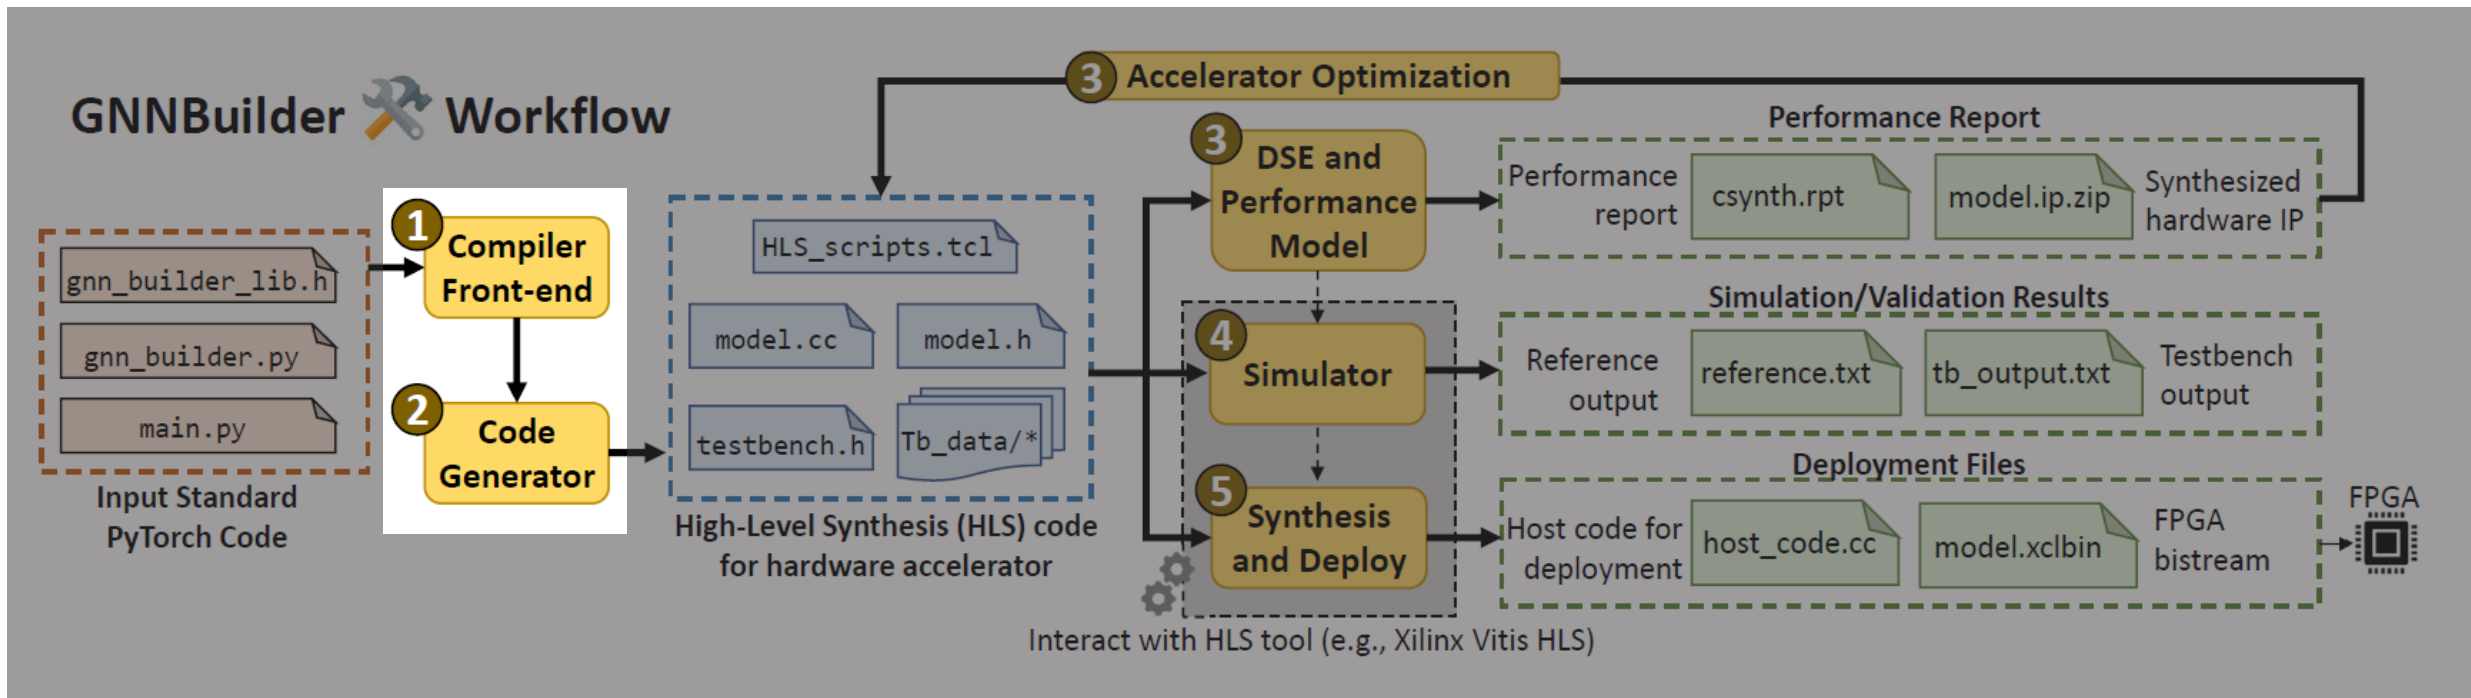 GNNBuilder Workflow
3 Accelerator Optimization
gnn_builder_lib.h
gnn_builder.py
main.py
Input Standard
PyTorch Code
1
Compiler
Front-end
2
Code
Generator
HLS_scripts.tcl
model.cc
model.h
testbench.h
Tb_data/*
High-Level Synthesis (HLS) code
for hardware accelerator
3
DSE and
Performance
Model
4
Simulator
5
Synthesis
and Deploy
Interact with HLS tool (e.g., Xilinx Vitis HLS)
Performance Report
Performance
report
csynth.rpt
model.ip.zip
Synthesized
hardware IP
Simulation/Validation Results
Reference
output
reference.txt
tb_output.txt
Testbench
output
Deployment Files
Host code for
deployment
host_code.cc
model.xclbin
FPGA
bistream
FPGA